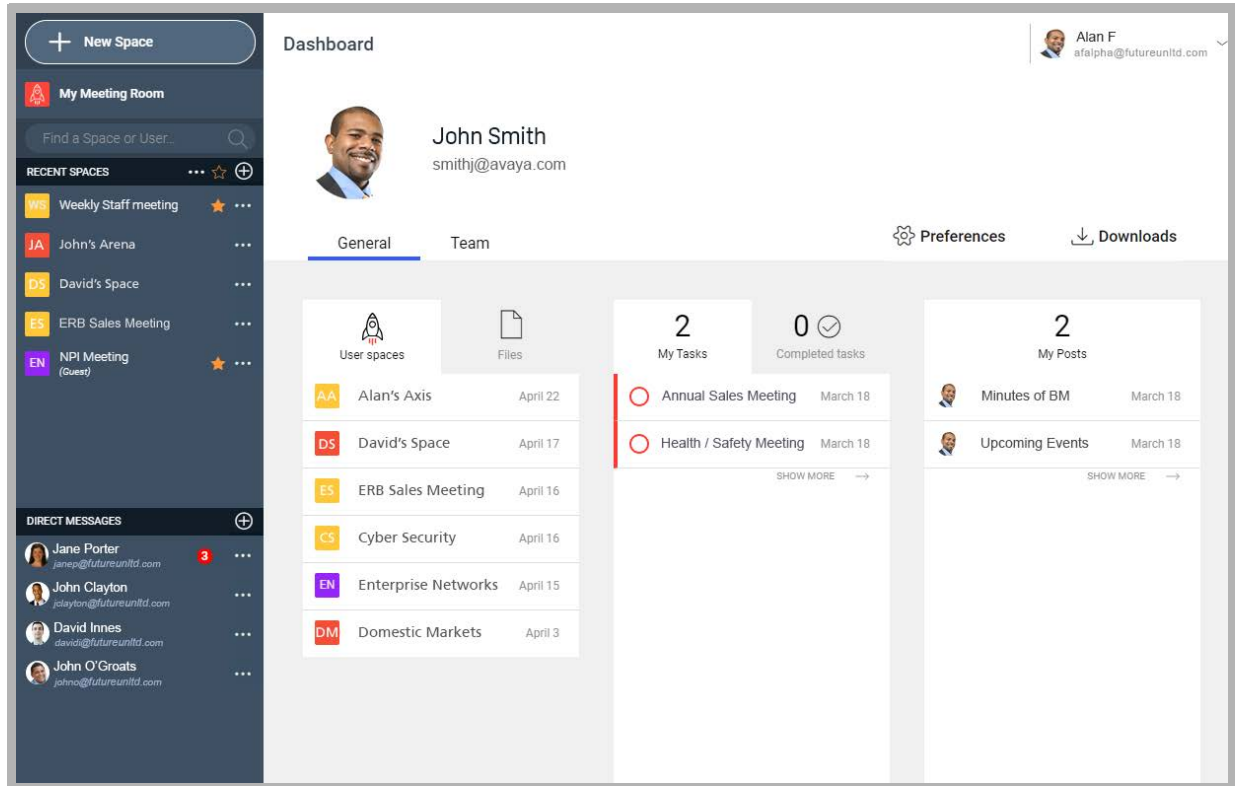 New Space
My Meeting Room
Find a Space or User...
RECENT SPACES
WS Weekly Staff meeting
JA John's Arena
DS David's Space
ES ERB Sales Meeting
EN NPI Meeting
(Guest)
DIRECT MESSAGES
Jane Porter 3
janep@futureunltd.com
John Clayton
jclayton@futureunltd.com
David Innes
davidi@futureunltd.com
John O'Groats
johno@futureunltd.com
Dashboard
Alan F
afalpha@futureunltd.com
John Smith
smithj@avaya.com
General Team
Preferences Downloads
User spaces Files
AA Alan's Axis April 22
DS David's Space April 17
ES ERB Sales Meeting April 16
CS Cyber Security April 16
EN Enterprise Networks April 15
DM Domestic Markets April 3
2 0
My Tasks Completed tasks
Annual Sales Meeting March 18
Health / Safety Meeting March 18
SHOW MORE
2
My Posts
Minutes of BM March 18
Upcoming Events March 18
SHOW MORE